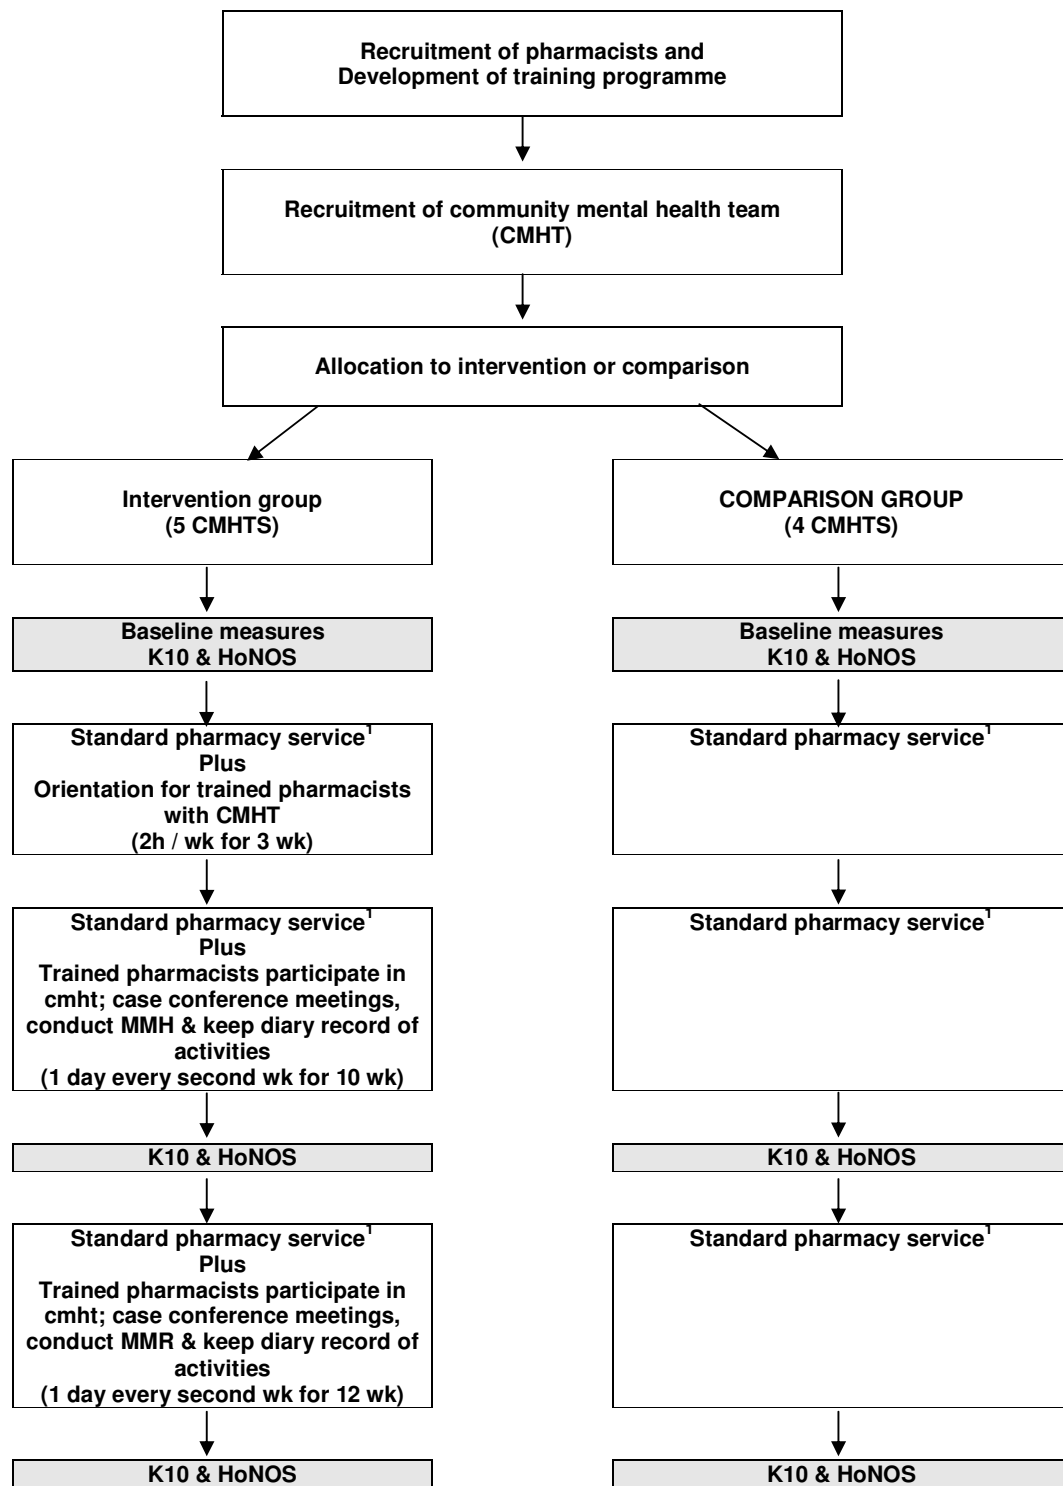 Recruitment of pharmacists and
Development of training programme
Recruitment of community mental health team
(CMHT)
Allocation to intervention or comparison
Intervention group
(5 CMHTS)
COMPARISON GROUP
(4 CMHTS)
Baseline measures
K10 & HoNOS
Baseline measures
K10 & HoNOS
Standard pharmacy service¹
Plus
Orientation for trained pharmacists
with CMHT
(2h / wk for 3 wk)
Standard pharmacy service¹
Standard pharmacy service¹
Plus
Trained pharmacists participate in
cmht; case conference meetings,
conduct MMH & keep diary record of
activities
(1 day every second wk for 10 wk)
Standard pharmacy service¹
K10 & HoNOS
K10 & HoNOS
Standard pharmacy service¹
Plus
Trained pharmacists participate in
cmht; case conference meetings,
conduct MMR & keep diary record of
activities
(1 day every second wk for 12 wk)
Standard pharmacy service¹
K10 & HoNOS
K10 & HoNOS